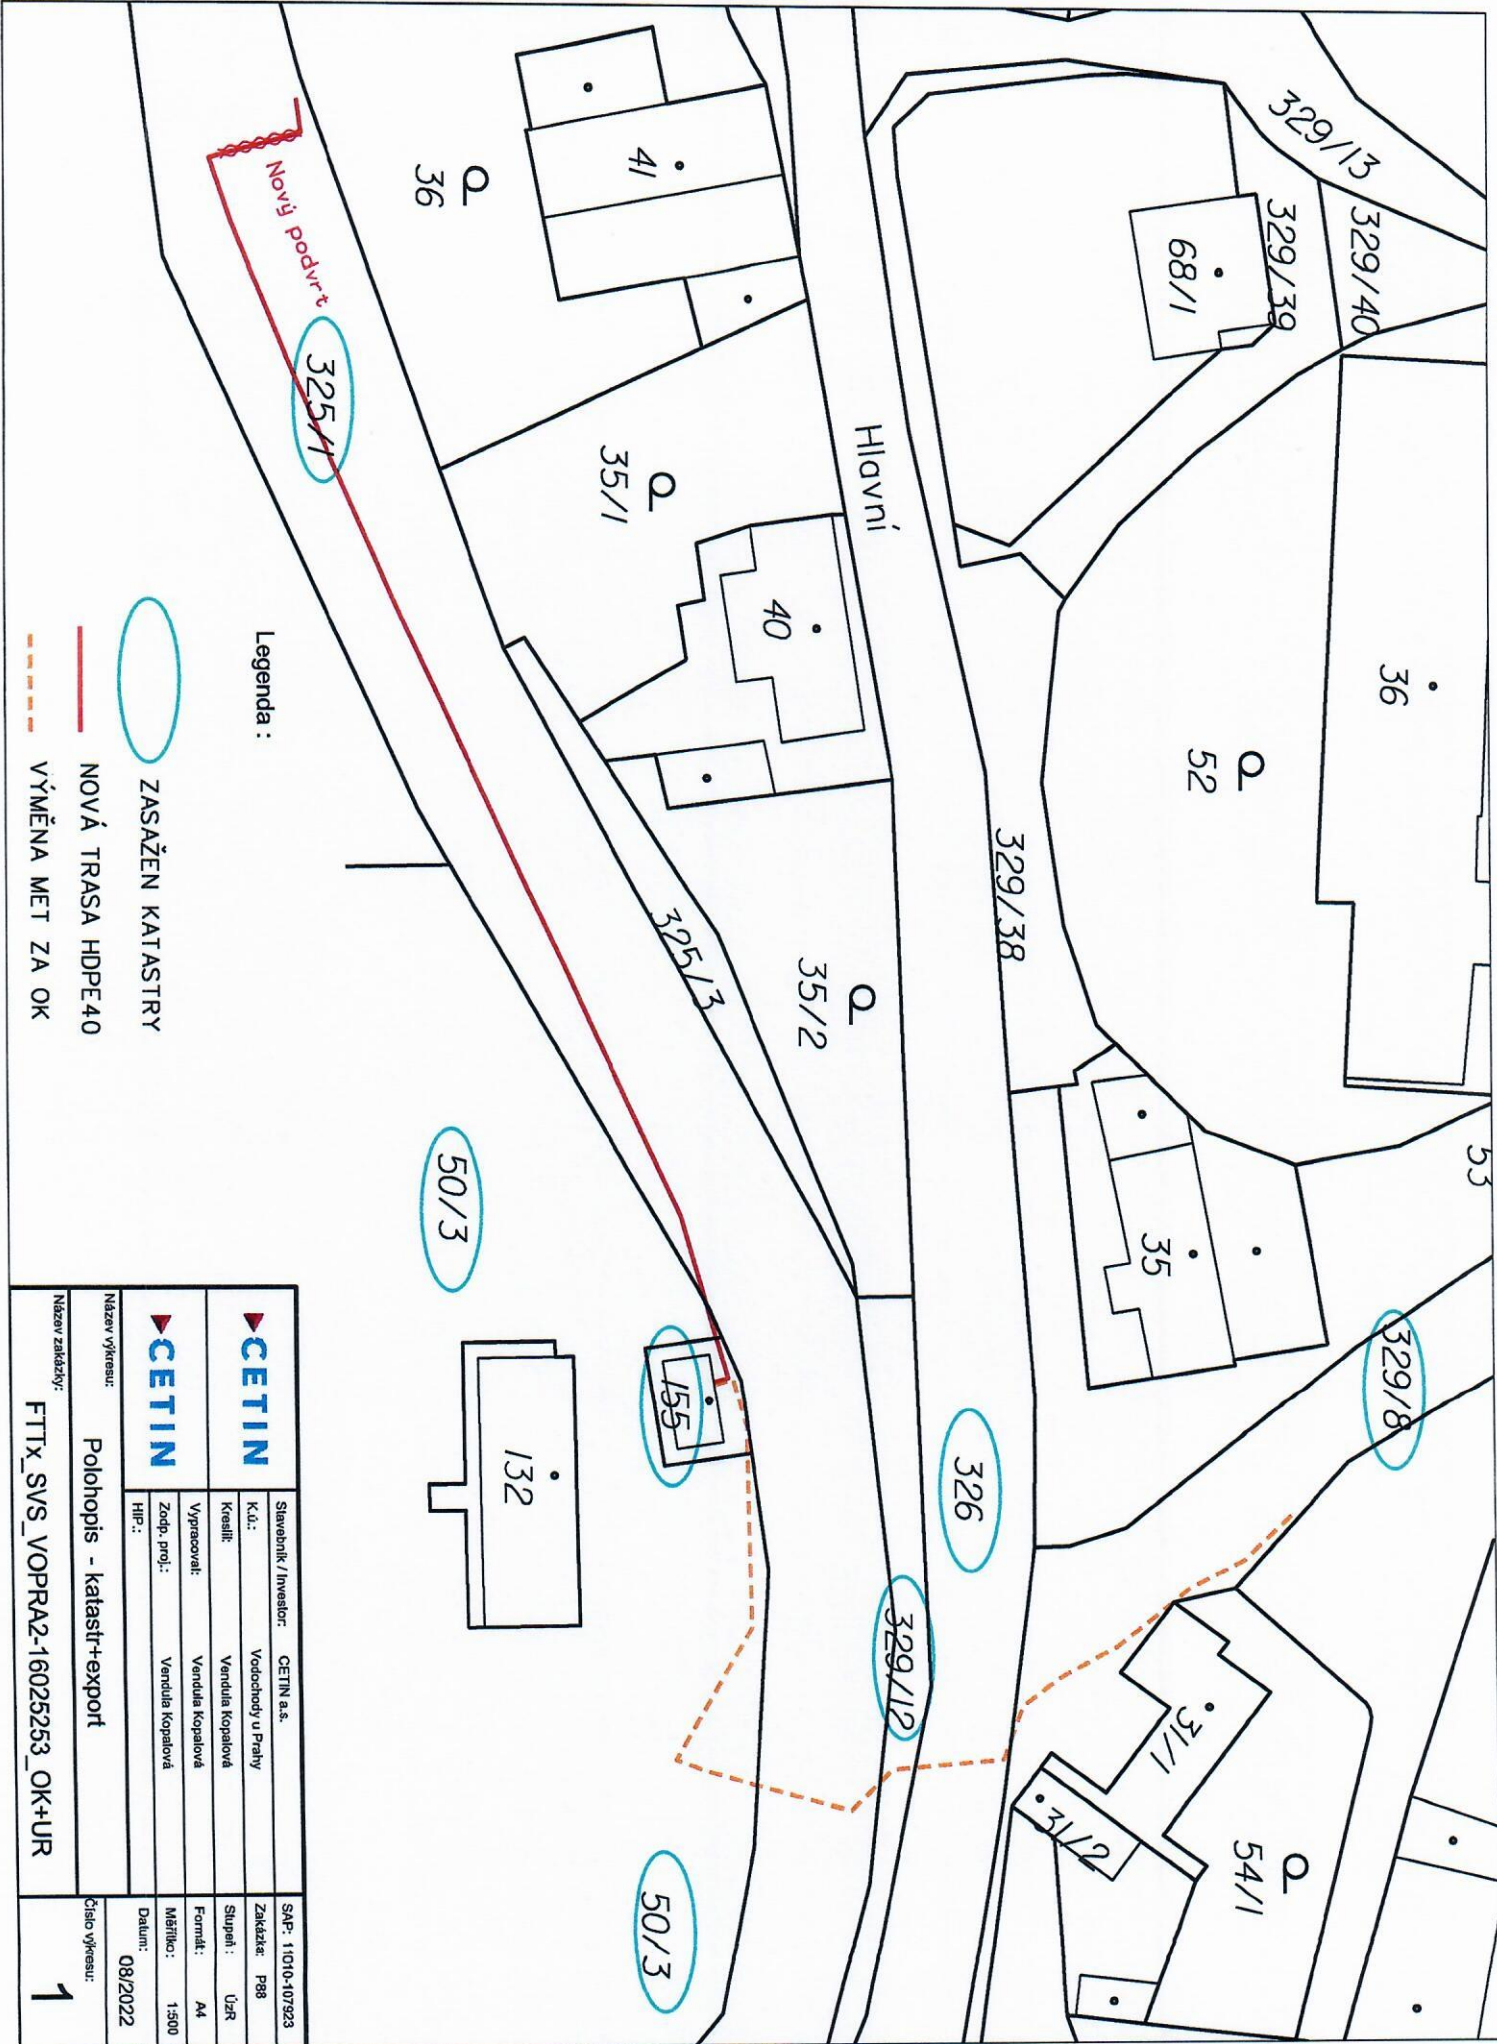 329/13
329/40
329/39
68/1
36
Q
52
53
41
Q
36
Hlavní
Nový podvrt
325/1
Q
35/1
40
329/38
325/3
Q
35/2
35
329/8
326
329/12
31/1
31/2
Q
54/1
50/3
155
132
50/3
Legenda :
ZASAŽEN KATASTRY
NOVÁ TRASA HDPE40
VÝMĚNA MET ZA OK
CETIN
CETIN
Stavebník / Investor: CETIN a.s.
SAP: 11010-107923
K.ú.: Vodochody u Prahy
Zakázka: P88
Kreslil: Vendula Kopalová
Stupeň : ÚzR
Vypracoval: Vendula Kopalová
Formát : A4
Zodp. proj.: Vendula Kopalová
Měřítko : 1:500
HIP.:
Datum: 08/2022
Název výkresu: Polohopis - katastr+export
Číslo výkresu: 1
Název zakázky: FTTx_SVS_VOPRA2-16025253_OK+UR